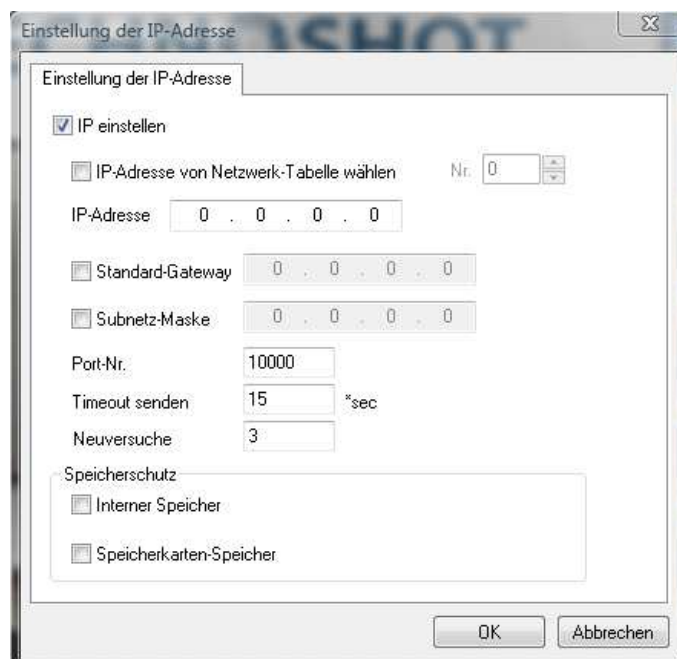 Einstellung der IP-Adresse
Einstellung der IP-Adresse
IP einstellen
IP-Adresse von Netzwerk-Tabelle wählen Nr. 0
IP-Adresse 0 . 0 . 0 . 0
Standard-Gateway 0 . 0 . 0 . 0
Subnetz-Maske 0 . 0 . 0 . 0
Port-Nr. 10000
Timeout senden 15 *sec
Neuversuche 3
Speicherschutz
Interner Speicher
Speicherkarten-Speicher
OK Abbrechen